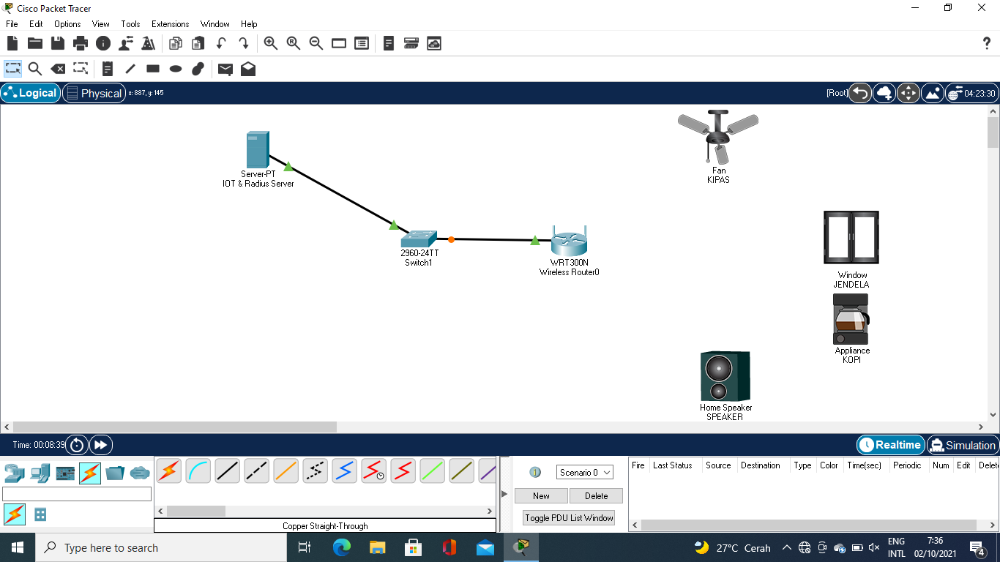 Cisco Packet Tracer
File Edit Options View Tools Extensions Window Help
Logical Physical x: 887, y: 145 [Root] 04:23:30
Server-PT
IOT & Radius Server
2960-24TT
Switch1
WRT300N
Wireless Router0
Fan
KIPAS
Window
JENDELA
Appliance
KOPI
Home Speaker
SPEAKER
Time: 00:08:39 Realtime Simulation
Scenario 0
New Delete
Toggle PDU List Window
Fire Last Status Source Destination Type Color Time(sec) Periodic Num Edit Delete
Copper Straight-Through
Type here to search
27°C Cerah
ENG
INTL
7:36
02/10/2021
4